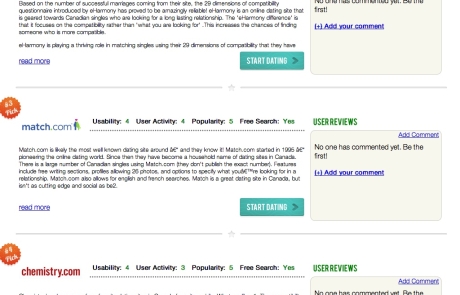 Based on the number of successful marriages coming from their site, the 29 dimensions of compatibility
questionnaire introduced by eHarmony has proved to be amazingly reliable! eHarmony is an online dating site that
is geared towards Canadian singles who are looking for a long lasting relationship. The 'eHarmony difference' is
that it focuses on the compatibility rather than 'what you are looking for' .This increases the chances of finding
someone who is more compatible.
eHarmony is playing a thriving role in matching singles using their 29 dimensions of compatibility that they have
read more
START DATING >
No one has commented yet. Be the
first!
(+) Add your comment
#3
Pick
match.com
Usability: 4 User Activity: 4 Popularity: 5 Free Search: Yes
Match.com is likely the most well known dating site around â€" and they know it! Match.com started in 1995 â€"
pioneering the online dating world. Since then they have become a household name of dating sites in Canada.
There is a large number of Canadian singles using Match.com (they don't publish the exact number). Features
include free writing sections, profiles allowing 26 photos, and options to specify what youâ€™re looking for in a
relationship. Match.com also allows for english and french searches. Match is a great dating site in Canada, but
isn't as cutting edge and social as be2.
read more
START DATING >
USER REVIEWS
Add Comment
No one has commented yet. Be the
first!
(+) Add your comment
#4
Pick
chemistry.com
Usability: 4 User Activity: 3 Popularity: 5 Free Search: Yes
USER REVIEWS
Add Comment
No one has commented yet. Be the